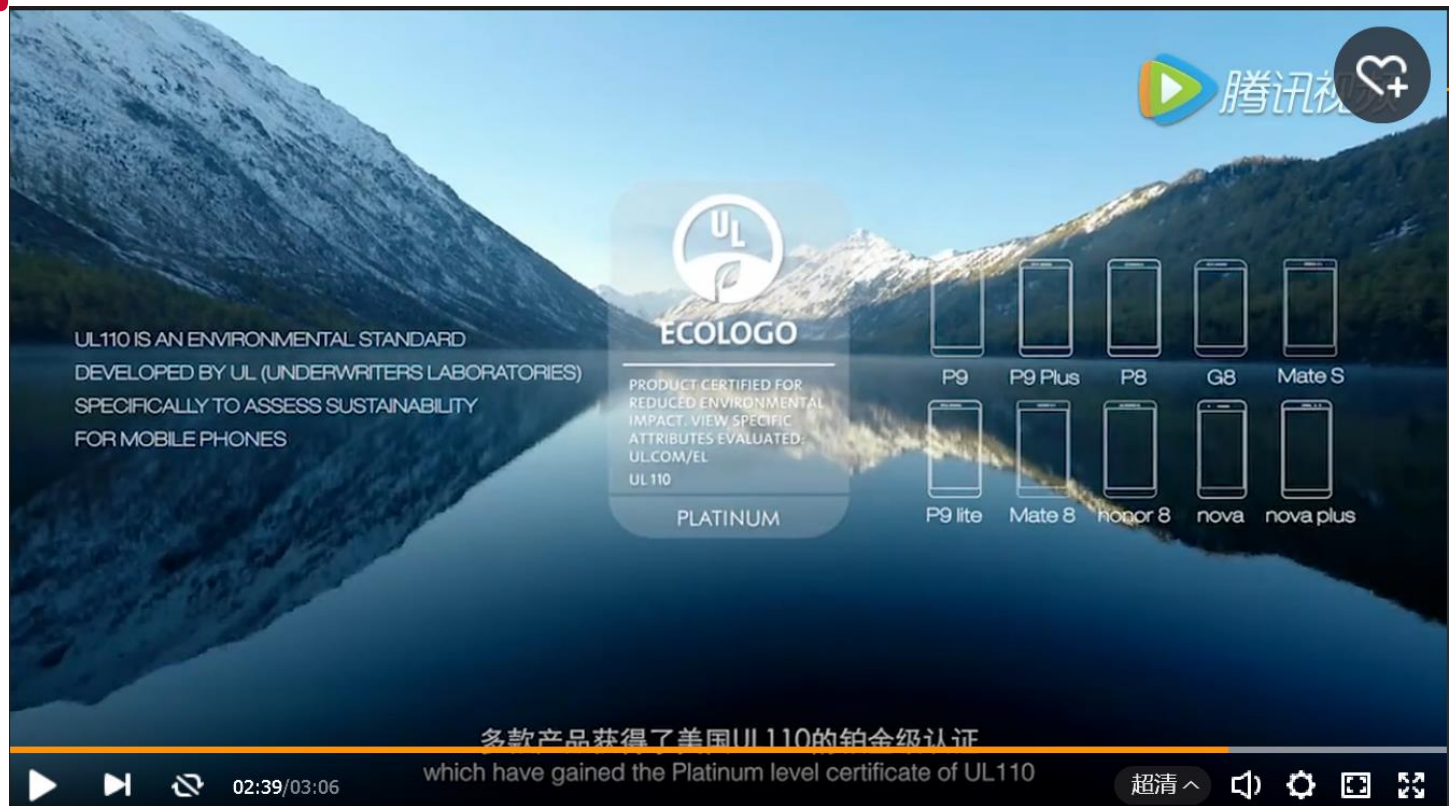 腾讯视频
UL
ECOLOGO
PRODUCT CERTIFIED FOR
REDUCED ENVIRONMENTAL
IMPACT. VIEW SPECIFIC
ATTRIBUTES EVALUATED:
UL.COM/EL
UL 110
PLATINUM
UL110 IS AN ENVIRONMENTAL STANDARD
DEVELOPED BY UL (UNDERWRITERS LABORATORIES)
SPECIFICALLY TO ASSESS SUSTAINABILITY
FOR MOBILE PHONES
P9 P9 Plus P8 G8 Mate S
P9 lite Mate 8 honor 8 nova nova plus
多款产品获得了美国UL110的铂金级认证
which have gained the Platinum level certificate of UL110
02:39/03:06
超清